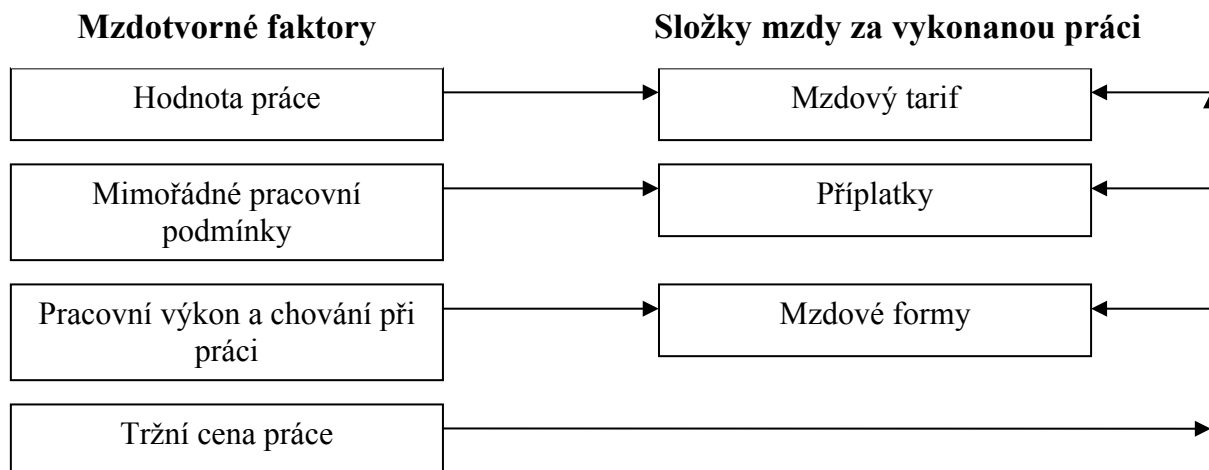 Mzdotvorné faktory
Složky mzdy za vykonanou práci
Hodnota práce
Mzdový tarif
Mimořádné pracovní
podmínky
Příplatky
Pracovní výkon a chování při
práci
Mzdové formy
Tržní cena práce